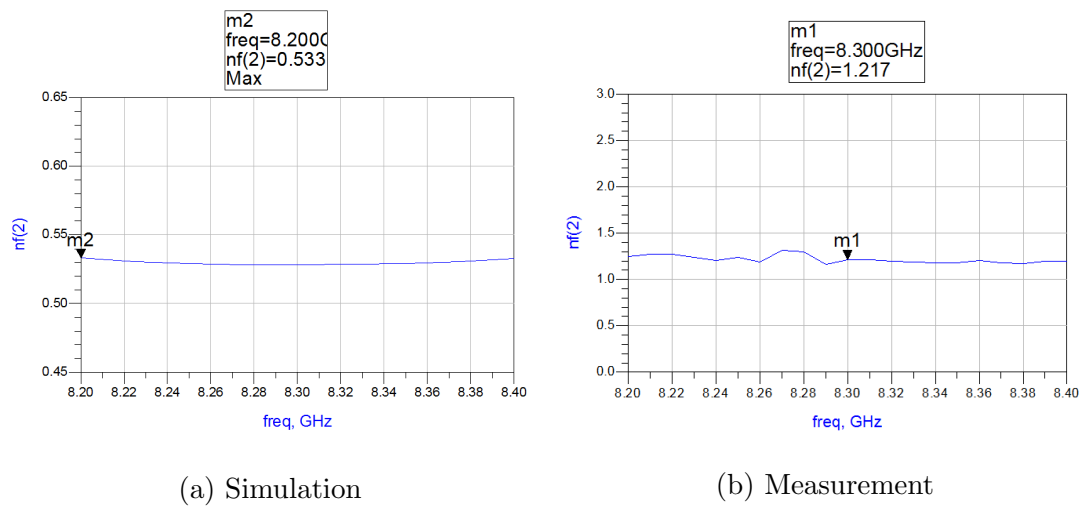 m2
freq=8.200G
nf(2)=0.533
Max
0.65
0.60
0.55
0.50
0.45
nf(2)
m2
8.20 8.22 8.24 8.26 8.28 8.30 8.32 8.34 8.36 8.38 8.40
freq, GHz
(a) Simulation
m1
freq=8.300GHz
nf(2)=1.217
3.0
2.5
2.0
1.5
1.0
0.5
0.0
nf(2)
m1
8.20 8.22 8.24 8.26 8.28 8.30 8.32 8.34 8.36 8.38 8.40
freq, GHz
(b) Measurement